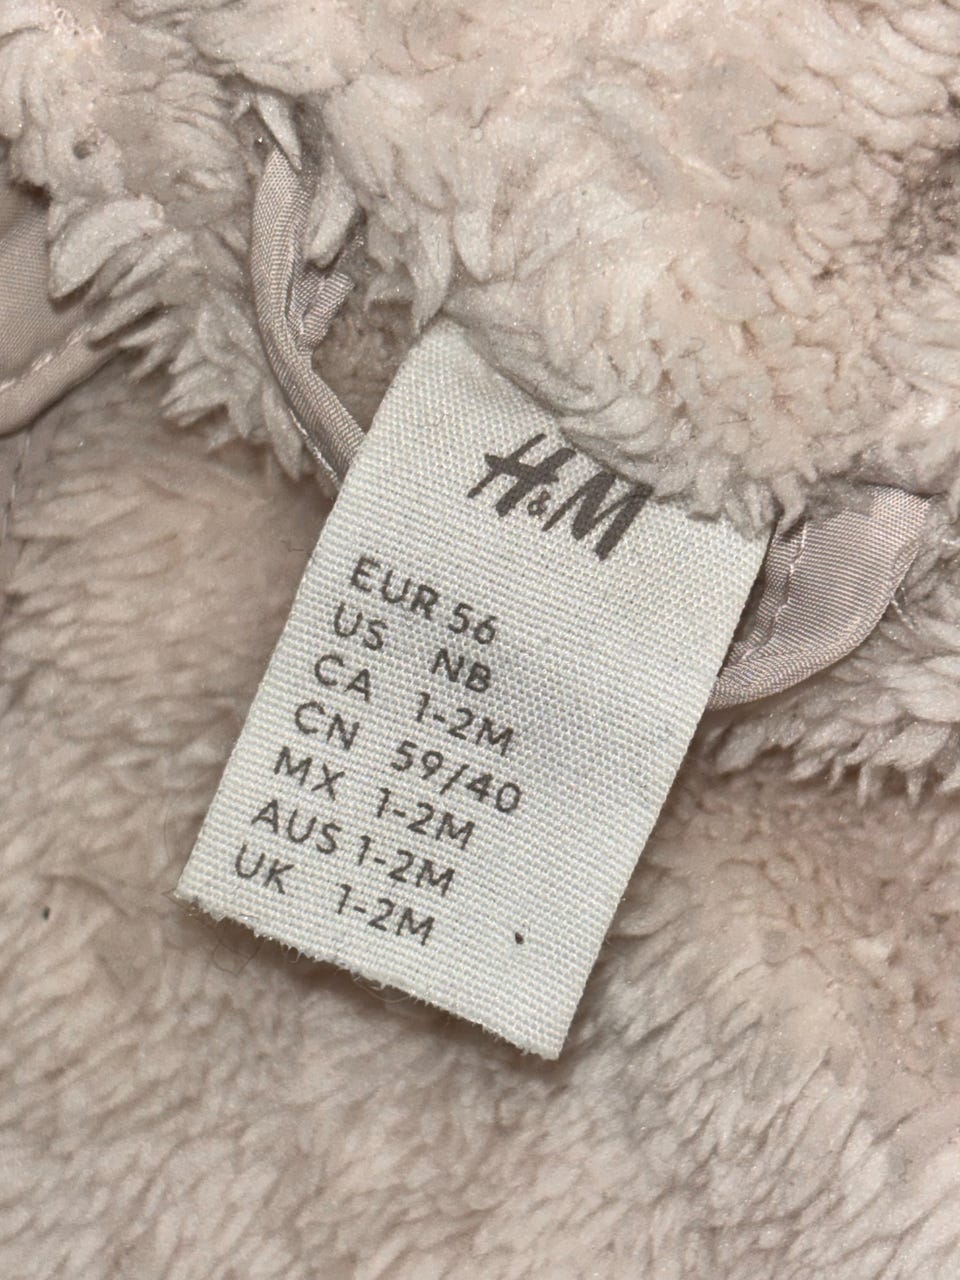 H&M
EUR 56
US NB
CA 1-2M
CN 59/40
MX 1-2M
AUS 1-2M
UK 1-2M